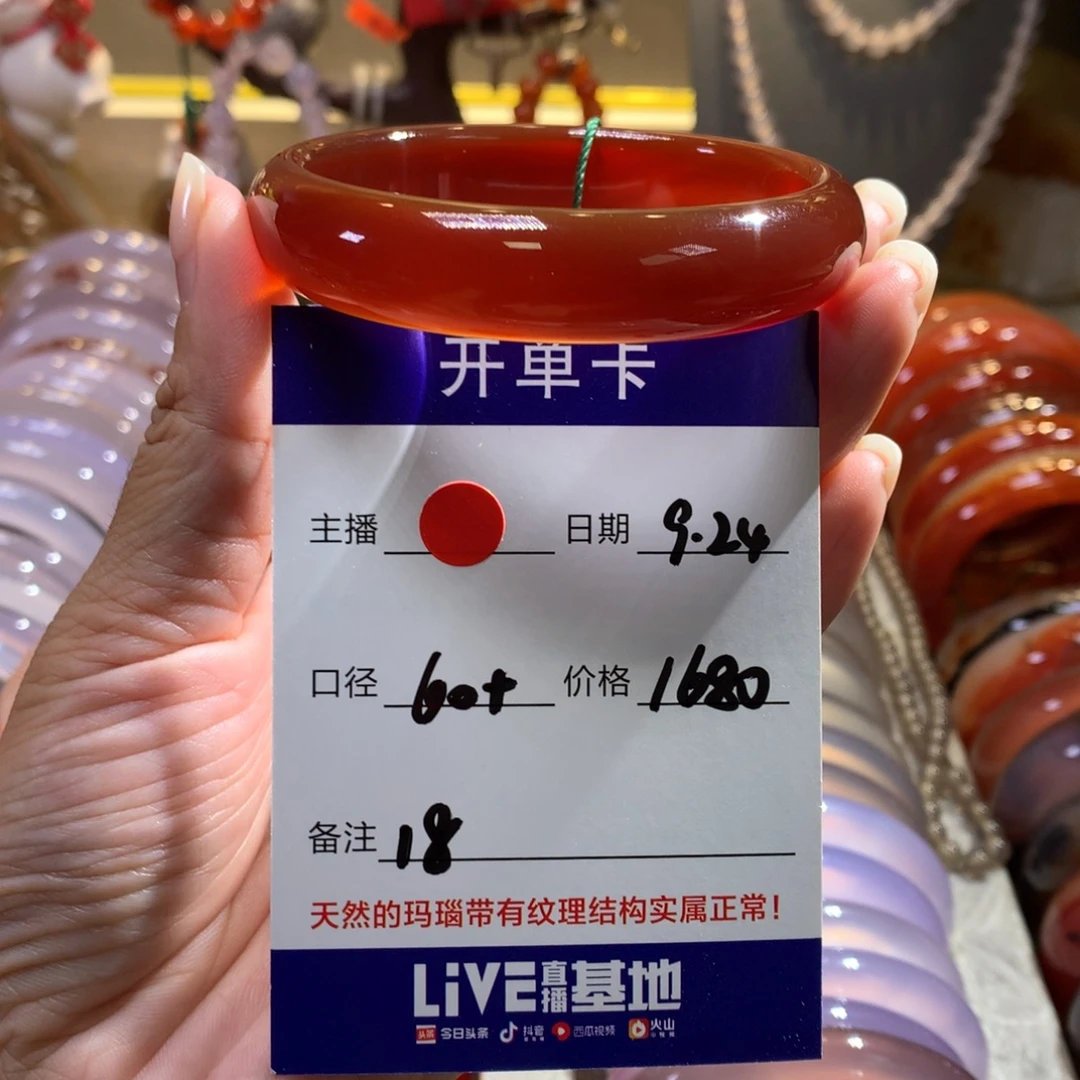 开单卡
主播 日期 9.24
口径 60+ 价格 1680
备注 18
天然的玛瑙带有纹理结构实属正常!
LiVE直播基地
头条 今日头条 抖音 西瓜视频 火山